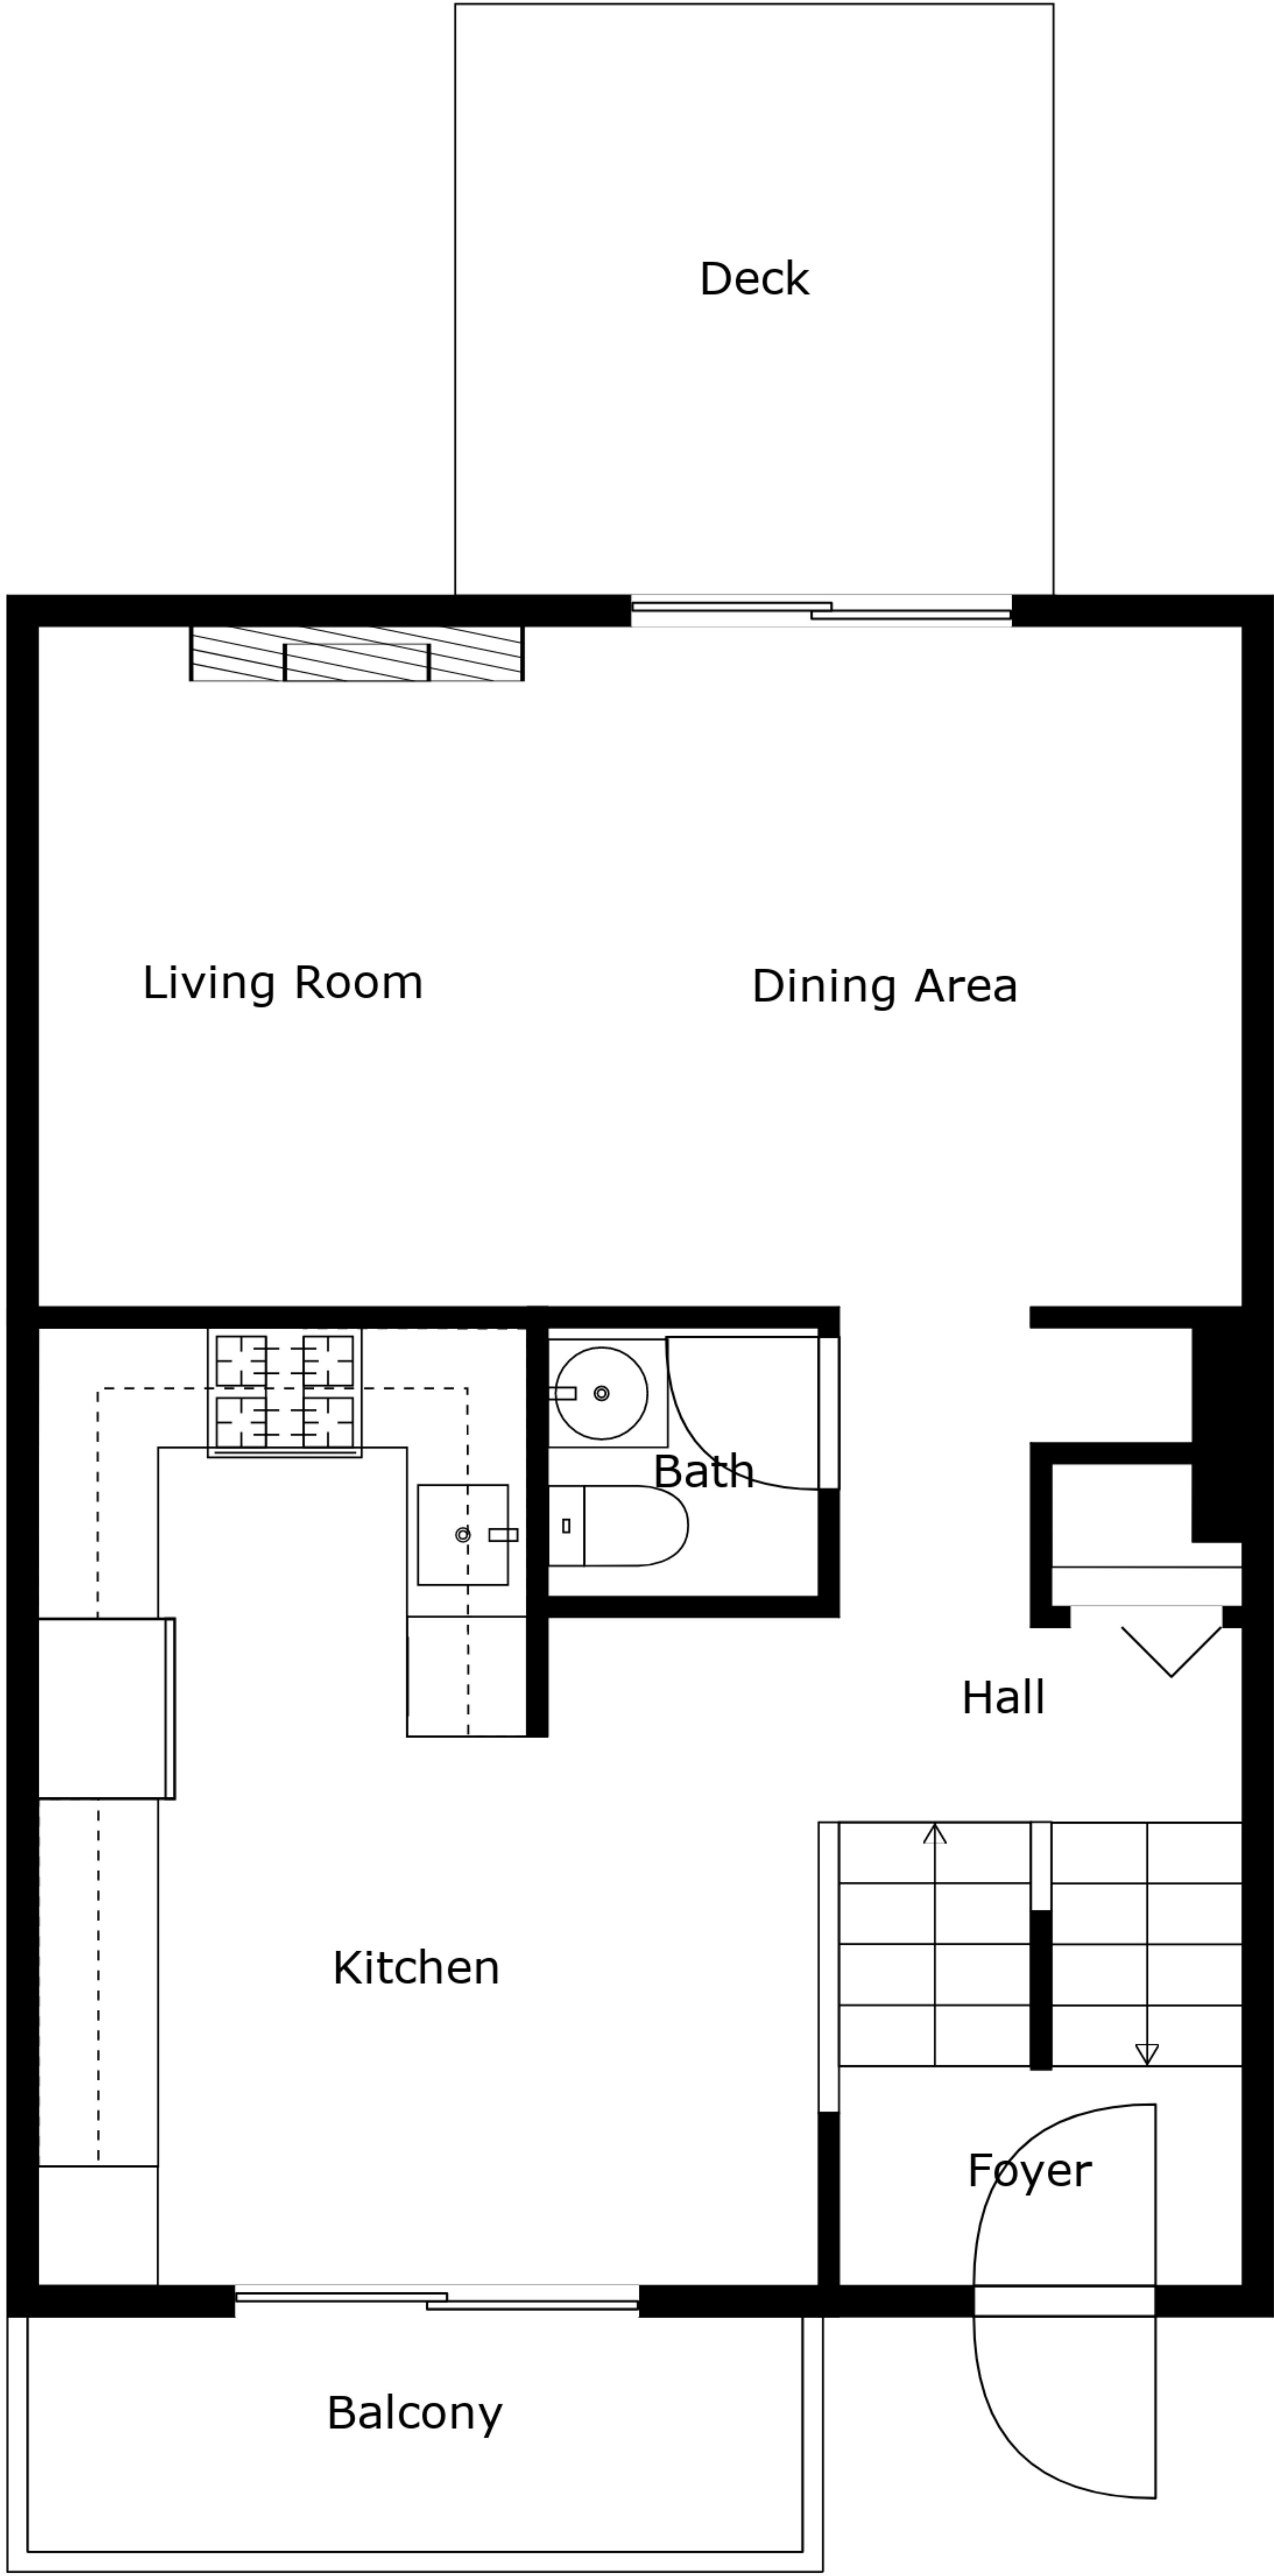 Deck
Living Room
Dining Area
Bath
Hall
Kitchen
Foyer
Balcony